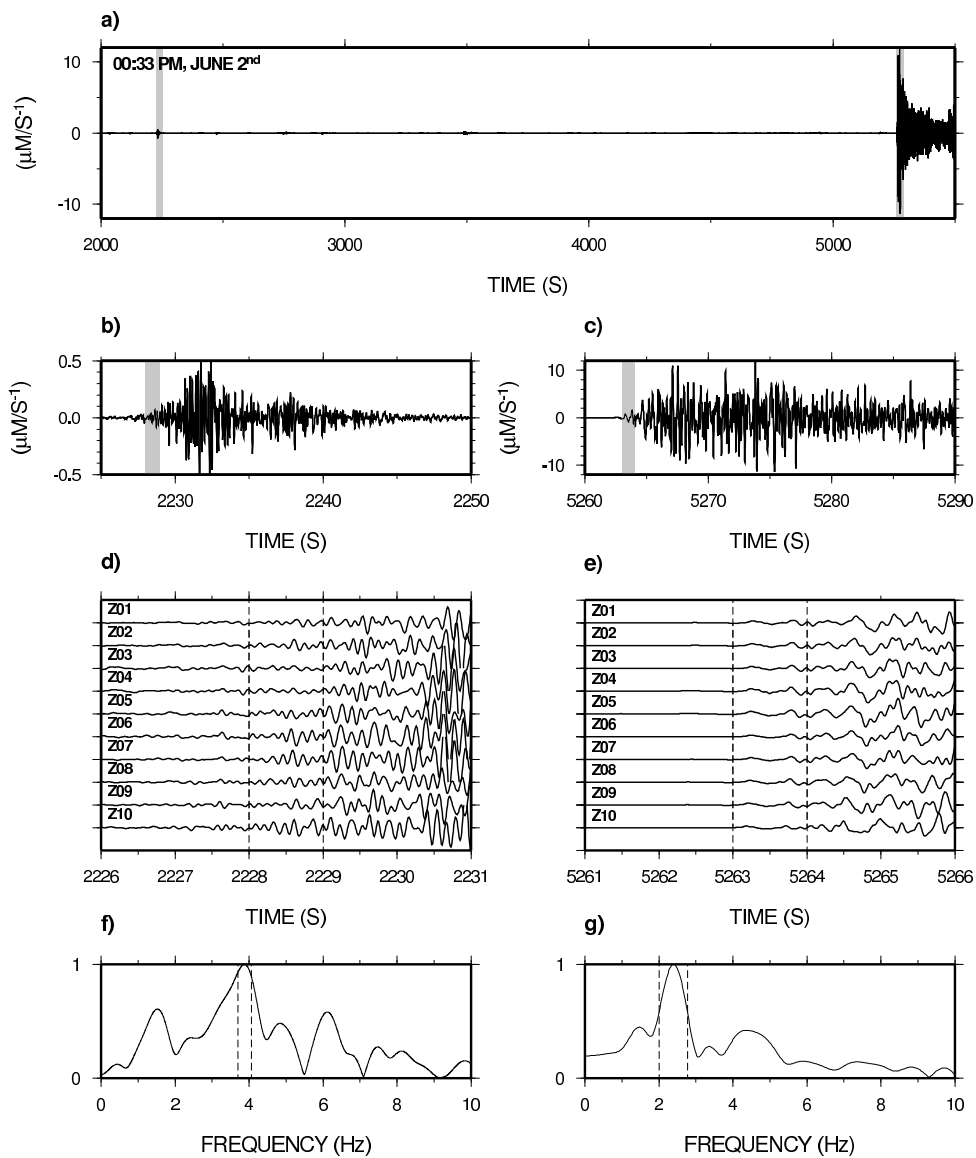 a)
00:33 PM, JUNE 2nd
(μM/S-1)
10
0
-10
2000 3000 4000 5000
TIME (S)
b)
(μM/S-1)
0.5
0.0
-0.5
2230 2240 2250
TIME (S)
c)
(μM/S-1)
10
0
-10
5260 5270 5280 5290
TIME (S)
d)
Z01
Z02
Z03
Z04
Z05
Z06
Z07
Z08
Z09
Z10
2226 2227 2228 2229 2230 2231
TIME (S)
e)
Z01
Z02
Z03
Z04
Z05
Z06
Z07
Z08
Z09
Z10
5261 5262 5263 5264 5265 5266
TIME (S)
f)
1
0
0 2 4 6 8 10
FREQUENCY (Hz)
g)
1
0
0 2 4 6 8 10
FREQUENCY (Hz)